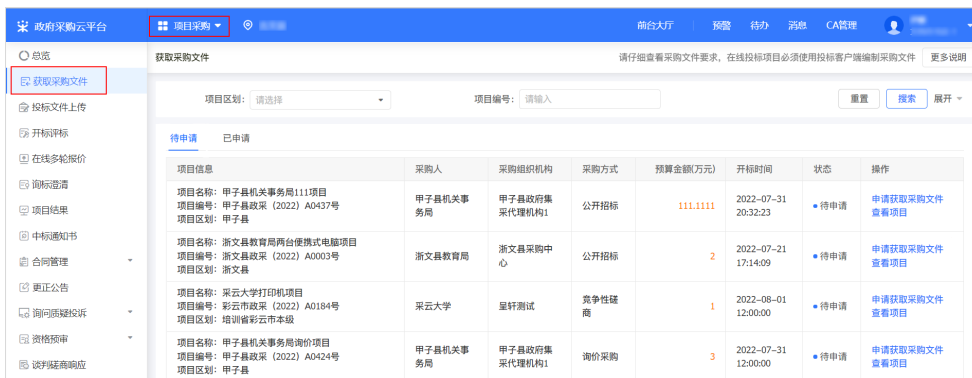 政府采购云平台
项目采购
前台大厅
预警
待办
消息
CA管理
总览
获取采购文件
投标文件上传
开标评标
在线多轮报价
询标澄清
项目结果
中标通知书
合同管理
更正公告
询问质疑投诉
资格预审
谈判磋商响应
获取采购文件
请仔细查看采购文件要求，在线投标项目必须使用投标客户端编制采购文件
更多说明
项目区划： 请选择
项目编号： 请输入
重置
搜索
展开
待申请
已申请
项目信息
采购人
采购组织机构
采购方式
预算金额(万元)
开标时间
状态
操作
项目名称：甲子县机关事务局111项目
项目编号：甲子县政采（2022）A0437号
项目区划：甲子县
甲子县机关事
务局
甲子县政府集
采代理机构1
公开招标
111.1111
2022-07-31
20:32:23
待申请
申请获取采购文件
查看项目
项目名称：浙文县教育局两台便携式电脑项目
项目编号：浙文县政采（2022）A0003号
项目区划：浙文县
浙文县教育局
浙文县采购中
心
公开招标
2
2022-07-21
17:14:09
待申请
申请获取采购文件
查看项目
项目名称：采云大学打印机项目
项目编号：彩云市政采（2022）A0184号
项目区划：培训省彩云市本级
采云大学
呈轩测试
竞争性磋
商
1
2022-08-01
12:00:00
待申请
申请获取采购文件
查看项目
项目名称：甲子县机关事务局询价项目
项目编号：甲子县政采（2022）A0424号
项目区划：甲子县
甲子县机关事
务局
甲子县政府集
采代理机构1
询价采购
3
2022-07-31
12:00:00
待申请
申请获取采购文件
查看项目